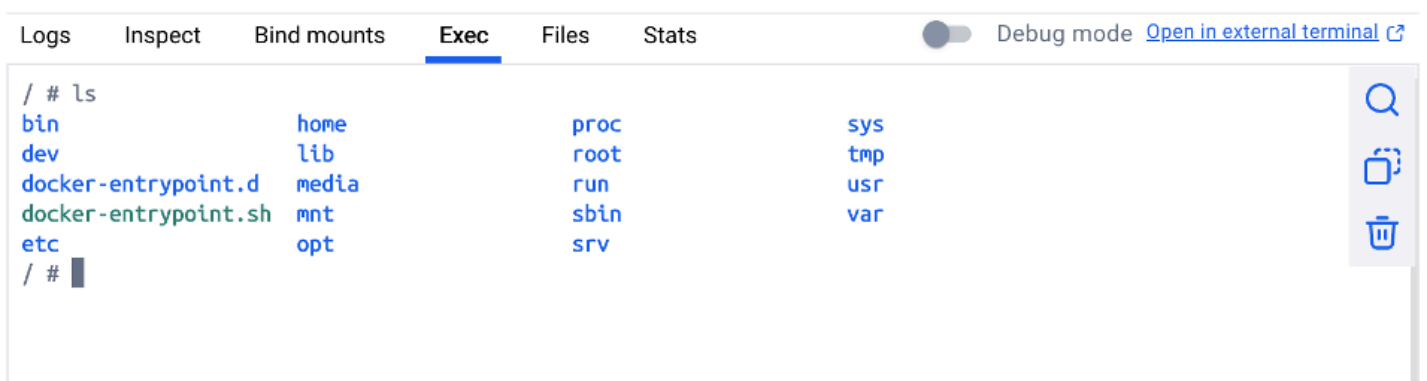 Logs Inspect Bind mounts Exec Files Stats Debug mode Open in external terminal
/ # ls
bin home proc sys
dev lib root tmp
docker-entrypoint.d media run usr
docker-entrypoint.sh mnt sbin var
etc opt srv
/ #